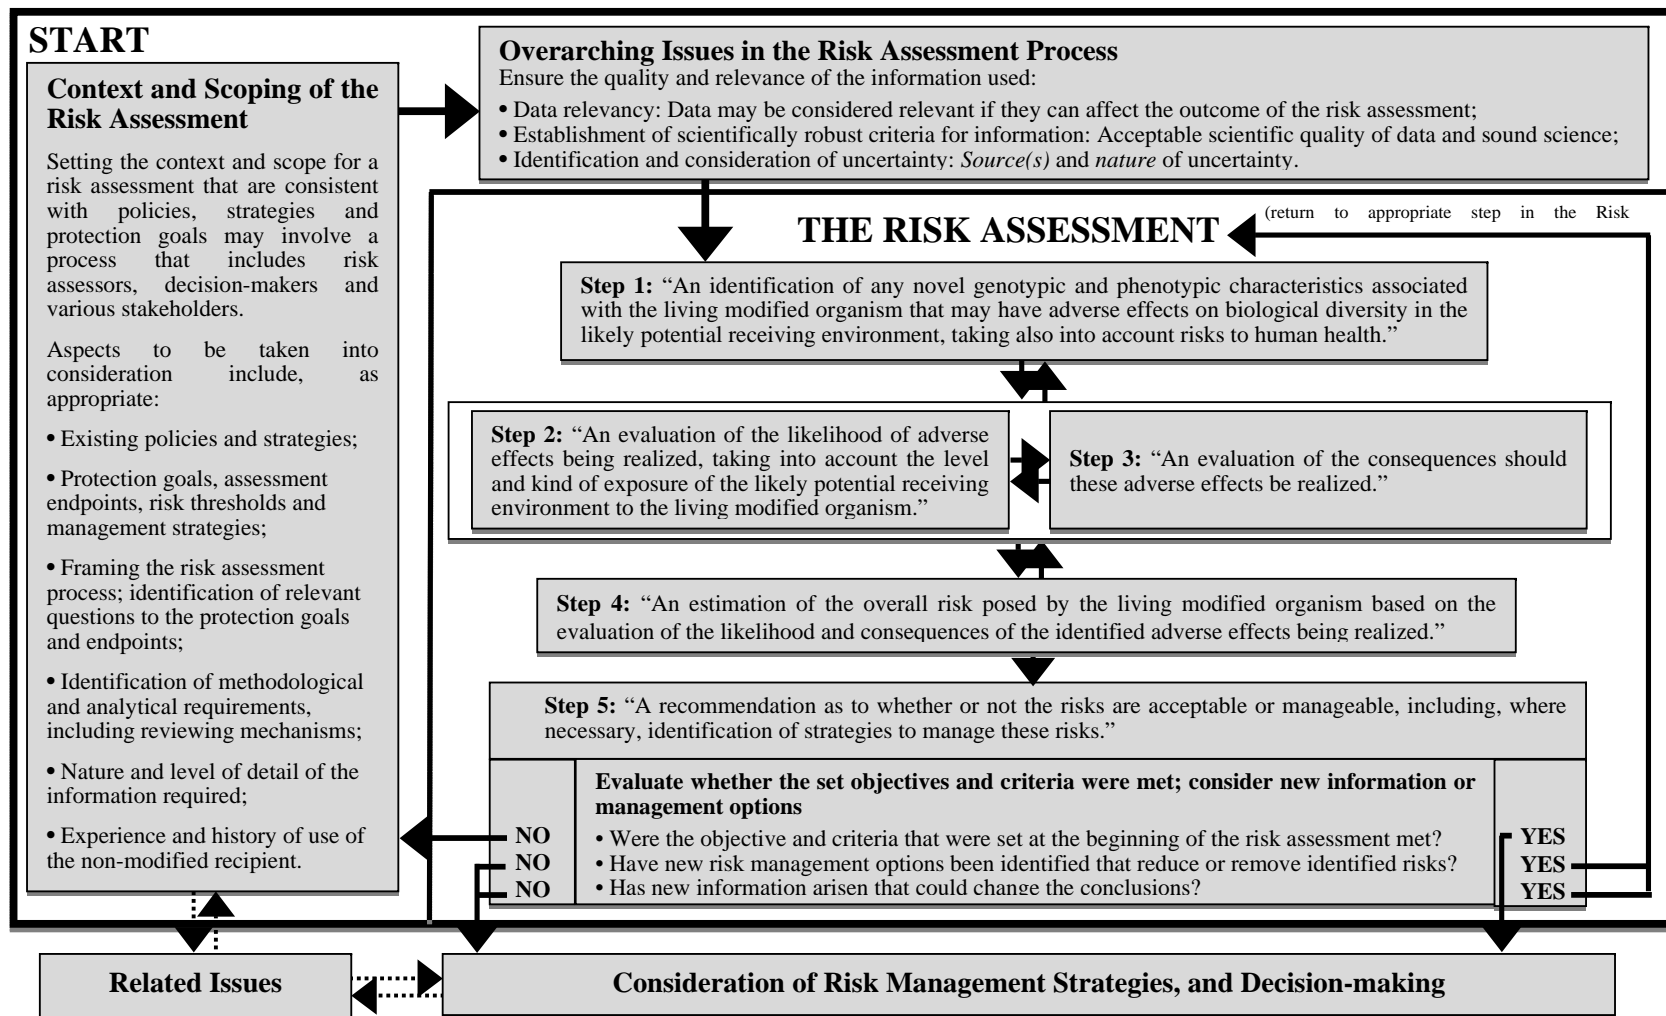 START
Context and Scoping of the
Risk Assessment
Setting the context and scope for a
risk assessment that are consistent
with policies, strategies and
protection goals may involve a
process that includes risk
assessors, decision-makers and
various stakeholders.
Aspects to be taken into
consideration include, as
appropriate:
• Existing policies and strategies;
• Protection goals, assessment
endpoints, risk thresholds and
management strategies;
• Framing the risk assessment
process; identification of relevant
questions to the protection goals
and endpoints;
• Identification of methodological
and analytical requirements,
including reviewing mechanisms;
• Nature and level of detail of the
information required;
• Experience and history of use of
the non-modified recipient.
Overarching Issues in the Risk Assessment Process
Ensure the quality and relevance of the information used:
• Data relevancy: Data may be considered relevant if they can affect the outcome of the risk assessment;
• Establishment of scientifically robust criteria for information: Acceptable scientific quality of data and sound science;
• Identification and consideration of uncertainty: Source(s) and nature of uncertainty.
THE RISK ASSESSMENT
(return to appropriate step in the Risk
Step 1: “An identification of any novel genotypic and phenotypic characteristics associated
with the living modified organism that may have adverse effects on biological diversity in the
likely potential receiving environment, taking also into account risks to human health.”
Step 2: “An evaluation of the likelihood of adverse
effects being realized, taking into account the level
and kind of exposure of the likely potential receiving
environment to the living modified organism.”
Step 3: “An evaluation of the consequences should
these adverse effects be realized.”
Step 4: “An estimation of the overall risk posed by the living modified organism based on the
evaluation of the likelihood and consequences of the identified adverse effects being realized.”
Step 5: “A recommendation as to whether or not the risks are acceptable or manageable, including, where
necessary, identification of strategies to manage these risks.”
Evaluate whether the set objectives and criteria were met; consider new information or
management options
NO • Were the objective and criteria that were set at the beginning of the risk assessment met? YES
NO • Have new risk management options been identified that reduce or remove identified risks? YES
NO • Has new information arisen that could change the conclusions? YES
Related Issues
Consideration of Risk Management Strategies, and Decision-making